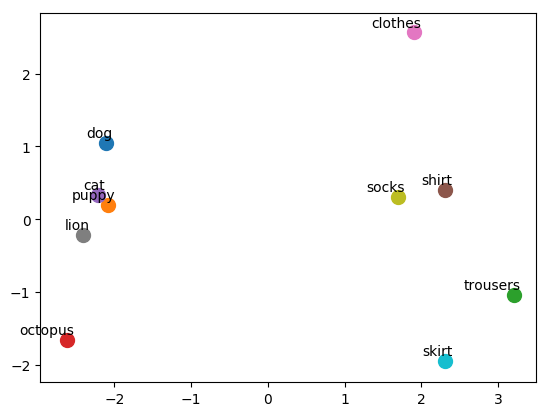 clothes
dog
cat
puppy
lion
octopus
socks
shirt
trousers
skirt
2
1
0
−1
−2
−2
−1
0
1
2
3